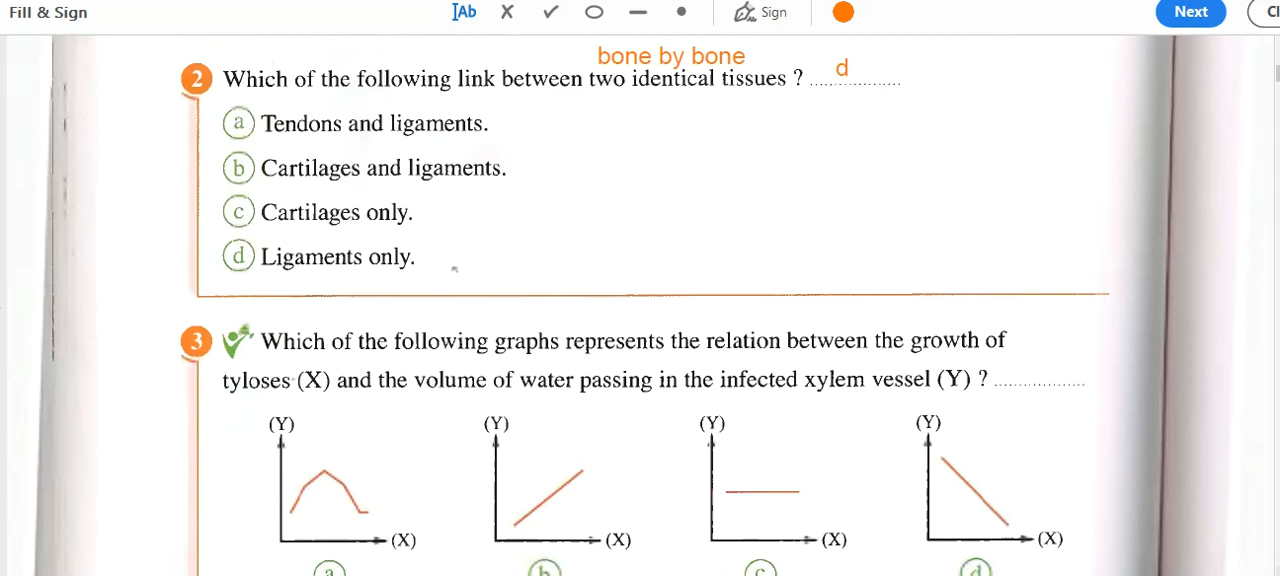 Fill & Sign
Ab
Sign
Next
Cl
bone by bone
2 Which of the following link between two identical tissues ? .................. d
a Tendons and ligaments.
b Cartilages and ligaments.
c Cartilages only.
d Ligaments only.
3 Which of the following graphs represents the relation between the growth of
tyloses (X) and the volume of water passing in the infected xylem vessel (Y) ? ..................
(Y) (Y) (Y) (Y)
(X) (X) (X) (X)
a b c d